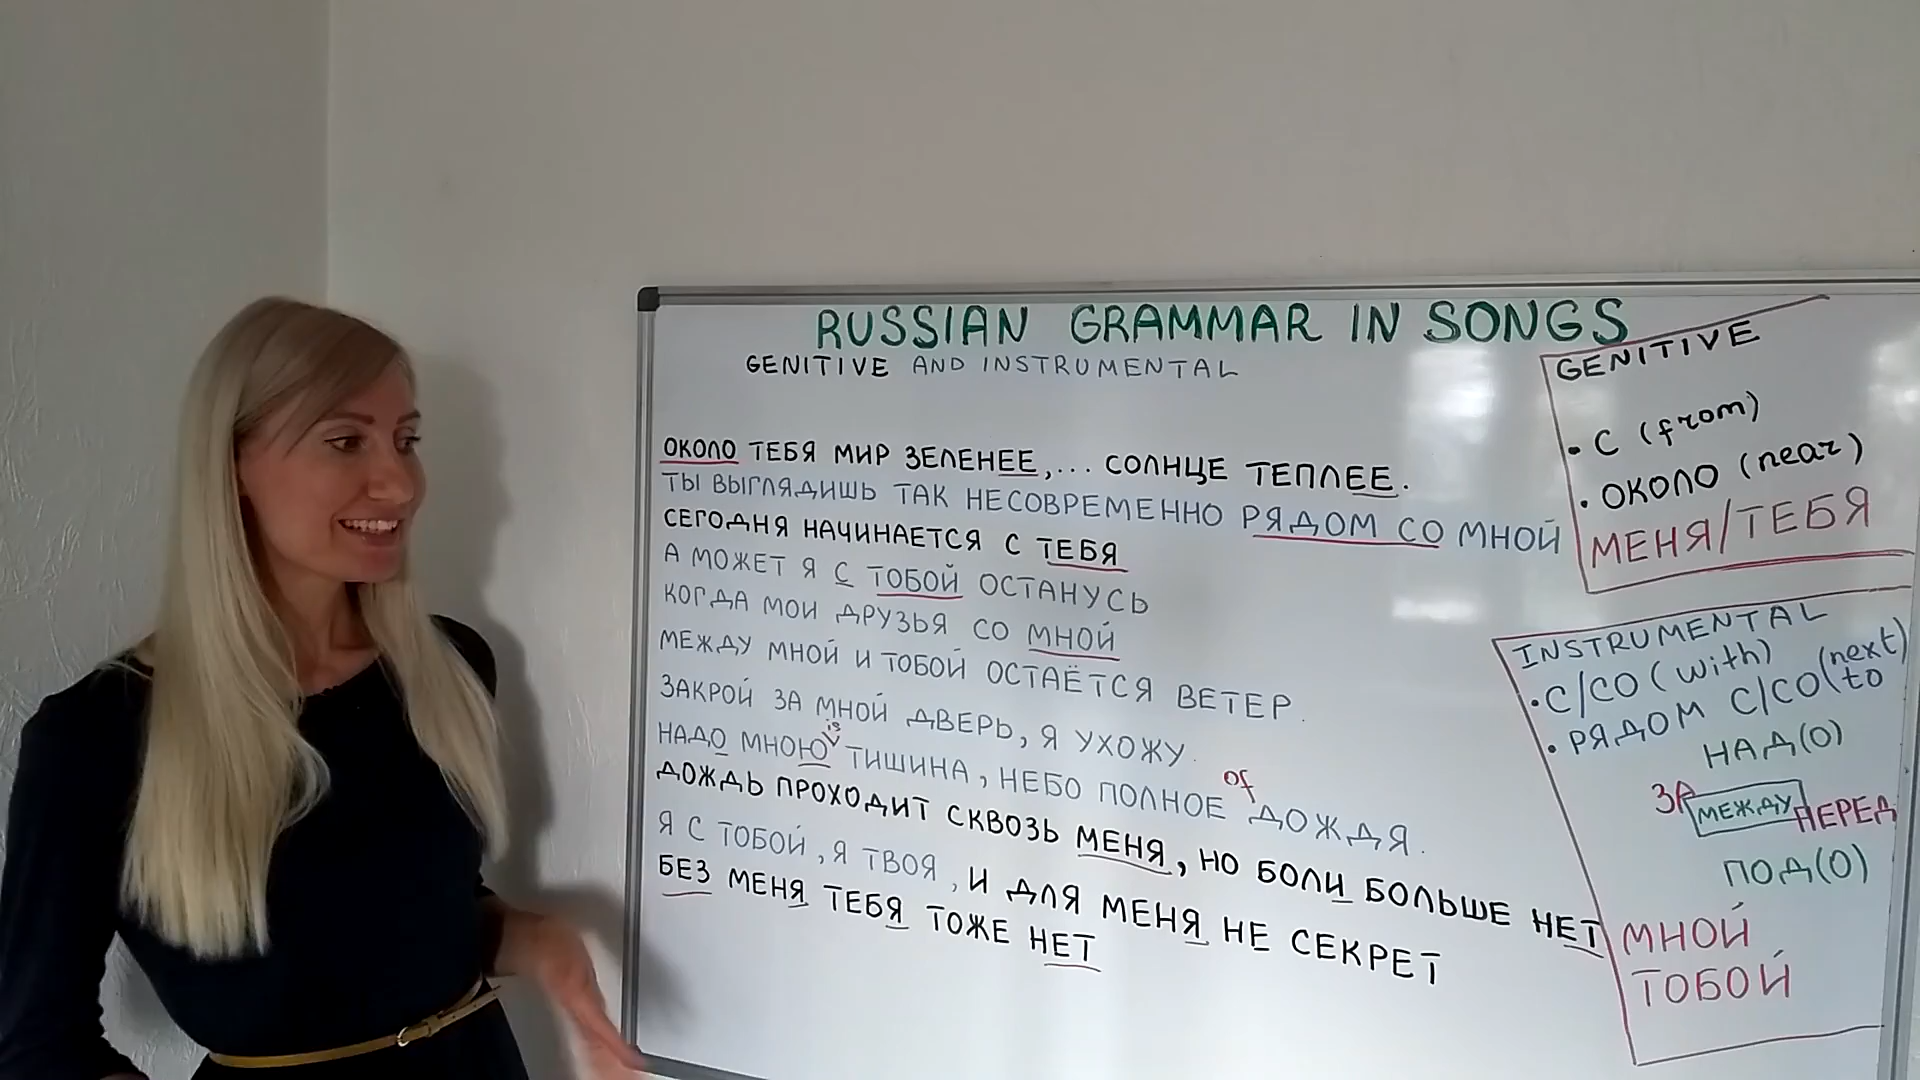 RUSSIAN GRAMMAR IN SONGS
GENITIVE AND INSTRUMENTAL
ОКОЛО ТЕБЯ МИР ЗЕЛЕНЕЕ,... СОЛНЦЕ ТЕПЛЕЕ.
ТЫ ВЫГЛЯДИШЬ ТАК НЕСОВРЕМЕННО РЯДОМ СО МНОЙ
СЕГОДНЯ НАЧИНАЕТСЯ С ТЕБЯ
А МОЖЕТ Я С ТОБОЙ ОСТАНУСЬ
КОГДА МОИ ДРУЗЬЯ СО МНОЙ
МЕЖДУ МНОЙ И ТОБОЙ ОСТАЁТСЯ ВЕТЕР.
ЗАКРОЙ ЗА МНОЙ ДВЕРЬ, Я УХОЖУ.
is
НАДО МНОЮ ТИШИНА, НЕБО ПОЛНОЕ ДОЖДЯ.
of
ДОЖДЬ ПРОХОДИТ СКВОЗЬ МЕНЯ, НО БОЛИ БОЛЬШЕ НЕТ
Я С ТОБОЙ, Я ТВОЯ, И ДЛЯ МЕНЯ НЕ СЕКРЕТ
БЕЗ МЕНЯ ТЕБЯ ТОЖЕ НЕТ
GENITIVE
• С (from)
• ОКОЛО (near)
МЕНЯ/ТЕБЯ
INSTRUMENTAL
• С/СО (with)
• РЯДОМ С/СО (next to
НАД(О)
ЗА МЕЖДУ ПЕРЕД
ПОД(О)
МНОЙ
ТОБОЙ